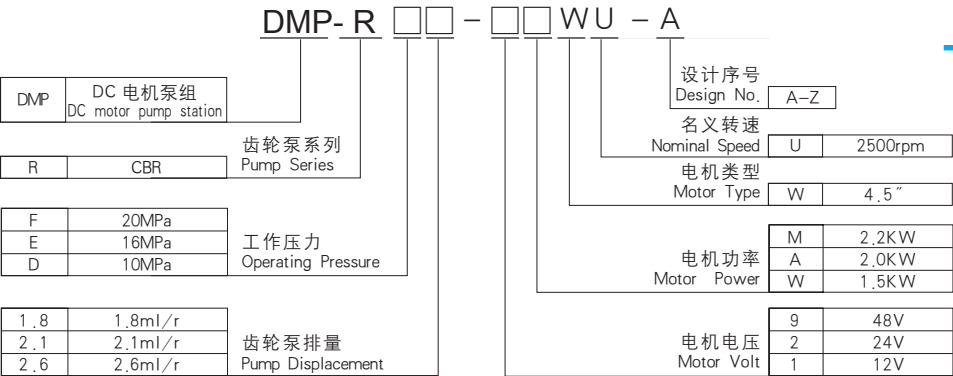 DMP-R □□-□□WU-A
DMP DC 电机泵组
DC motor pump station
齿轮泵系列
Pump Series
R CBR
F 20MPa
E 16MPa
D 10MPa
工作压力
Operating Pressure
1.8 1.8ml/r
2.1 2.1ml/r
2.6 2.6ml/r
齿轮泵排量
Pump Displacement
设计序号
Design No. A-Z
名义转速
Nominal Speed U 2500rpm
电机类型
Motor Type W 4.5″
M 2.2KW
A 2.0KW
W 1.5KW
电机功率
Motor Power
9 48V
2 24V
1 12V
电机电压
Motor Volt